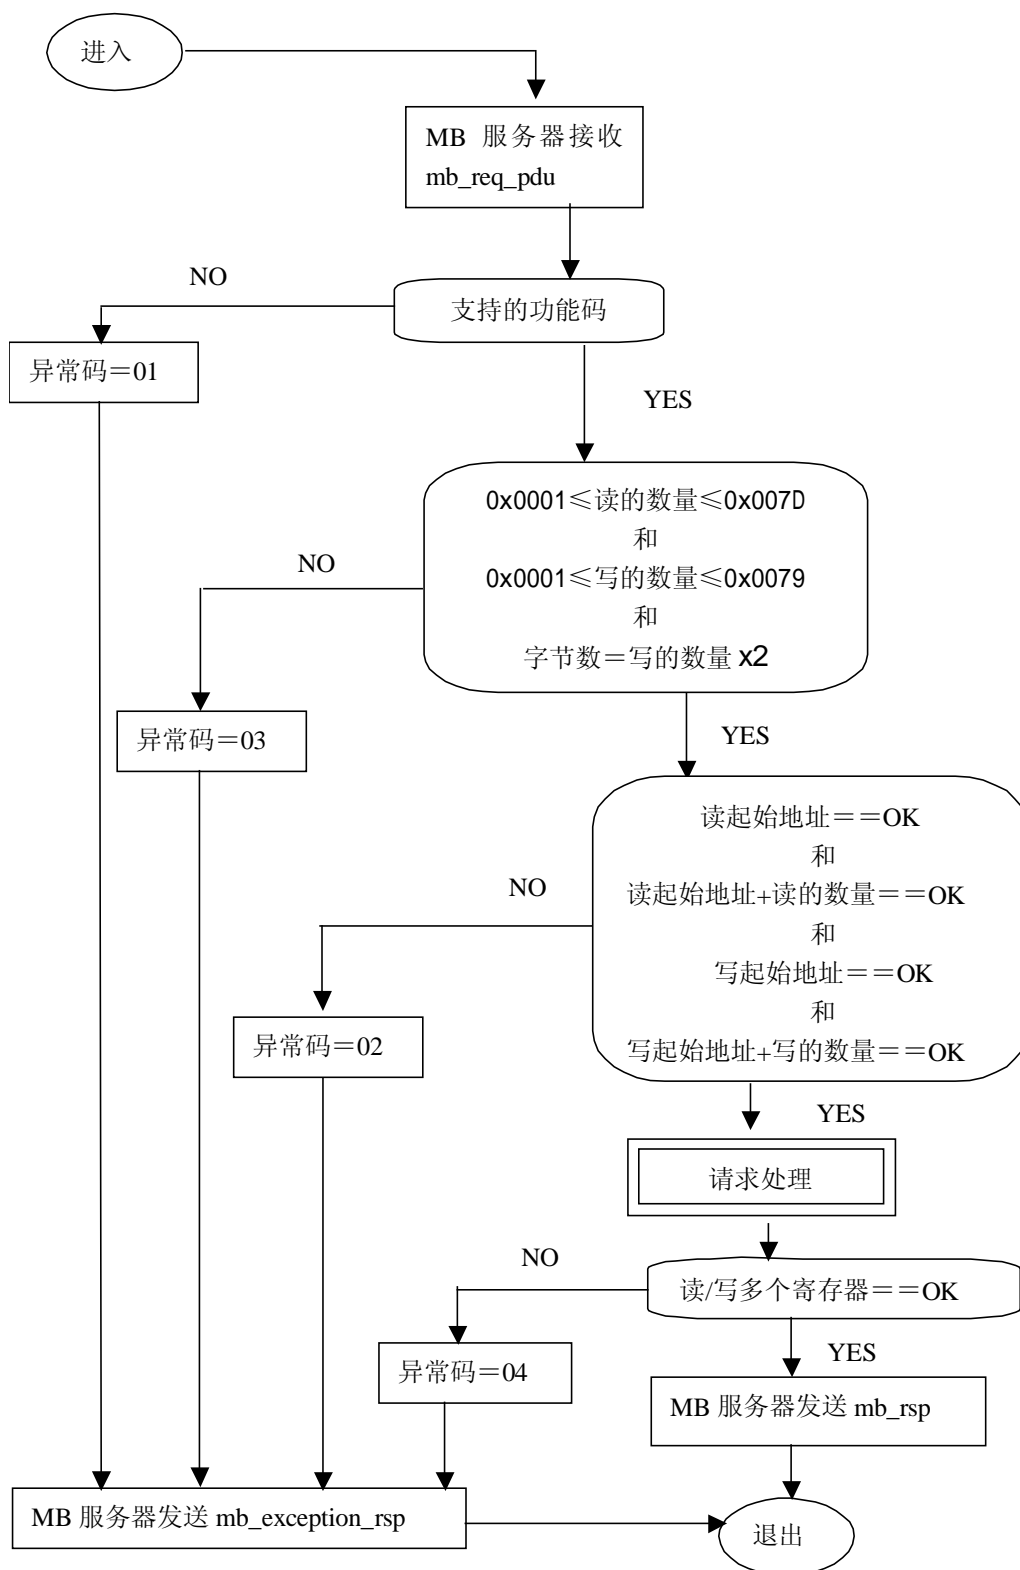 进入
MB 服务器接收
mb_req_pdu
NO
支持的功能码
异常码＝01
YES
0x0001≤读的数量≤0x007D
和
NO
0x0001≤写的数量≤0x0079
和
字节数＝写的数量 x2
异常码＝03
YES
读起始地址＝＝OK
和
NO
读起始地址+读的数量＝＝OK
和
写起始地址＝＝OK
和
异常码＝02
写起始地址+写的数量＝＝OK
YES
请求处理
NO
读/写多个寄存器＝＝OK
YES
异常码＝04
MB 服务器发送 mb_rsp
MB 服务器发送 mb_exception_rsp
退出